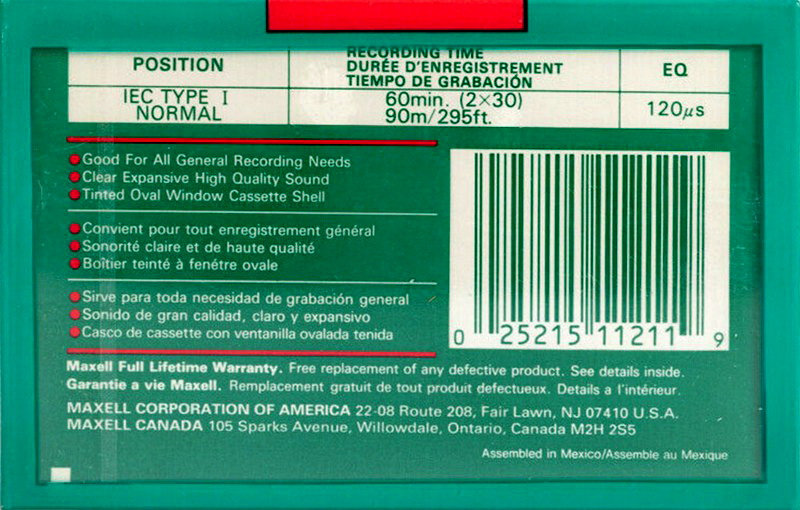 POSITION
RECORDING TIME
DURÉE D'ENREGISTREMENT
TIEMPO DE GRABACIÓN
EQ
IEC TYPE I
NORMAL
60min. (2×30)
90m/295ft.
120μs
Good For All General Recording Needs
Clear Expansive High Quality Sound
Tinted Oval Window Cassette Shell
Convient pour tout enregistrement général
Sonorité claire et de haute qualité
Boîtier teinté à fenêtre ovale
Sirve para toda necesidad de grabación general
Sonido de gran calidad, claro y expansivo
Casco de cassette con ventanilla ovalada tenida
0 25215 11211 9
Maxell Full Lifetime Warranty. Free replacement of any defective product. See details inside.
Garantie a vie Maxell. Remplacement gratuit de tout produit defectueux. Details a l'intérieur.
MAXELL CORPORATION OF AMERICA 22-08 Route 208, Fair Lawn, NJ 07410 U.S.A.
MAXELL CANADA 105 Sparks Avenue, Willowdale, Ontario, Canada M2H 2S5
Assembled in Mexico/Assemble au Mexique